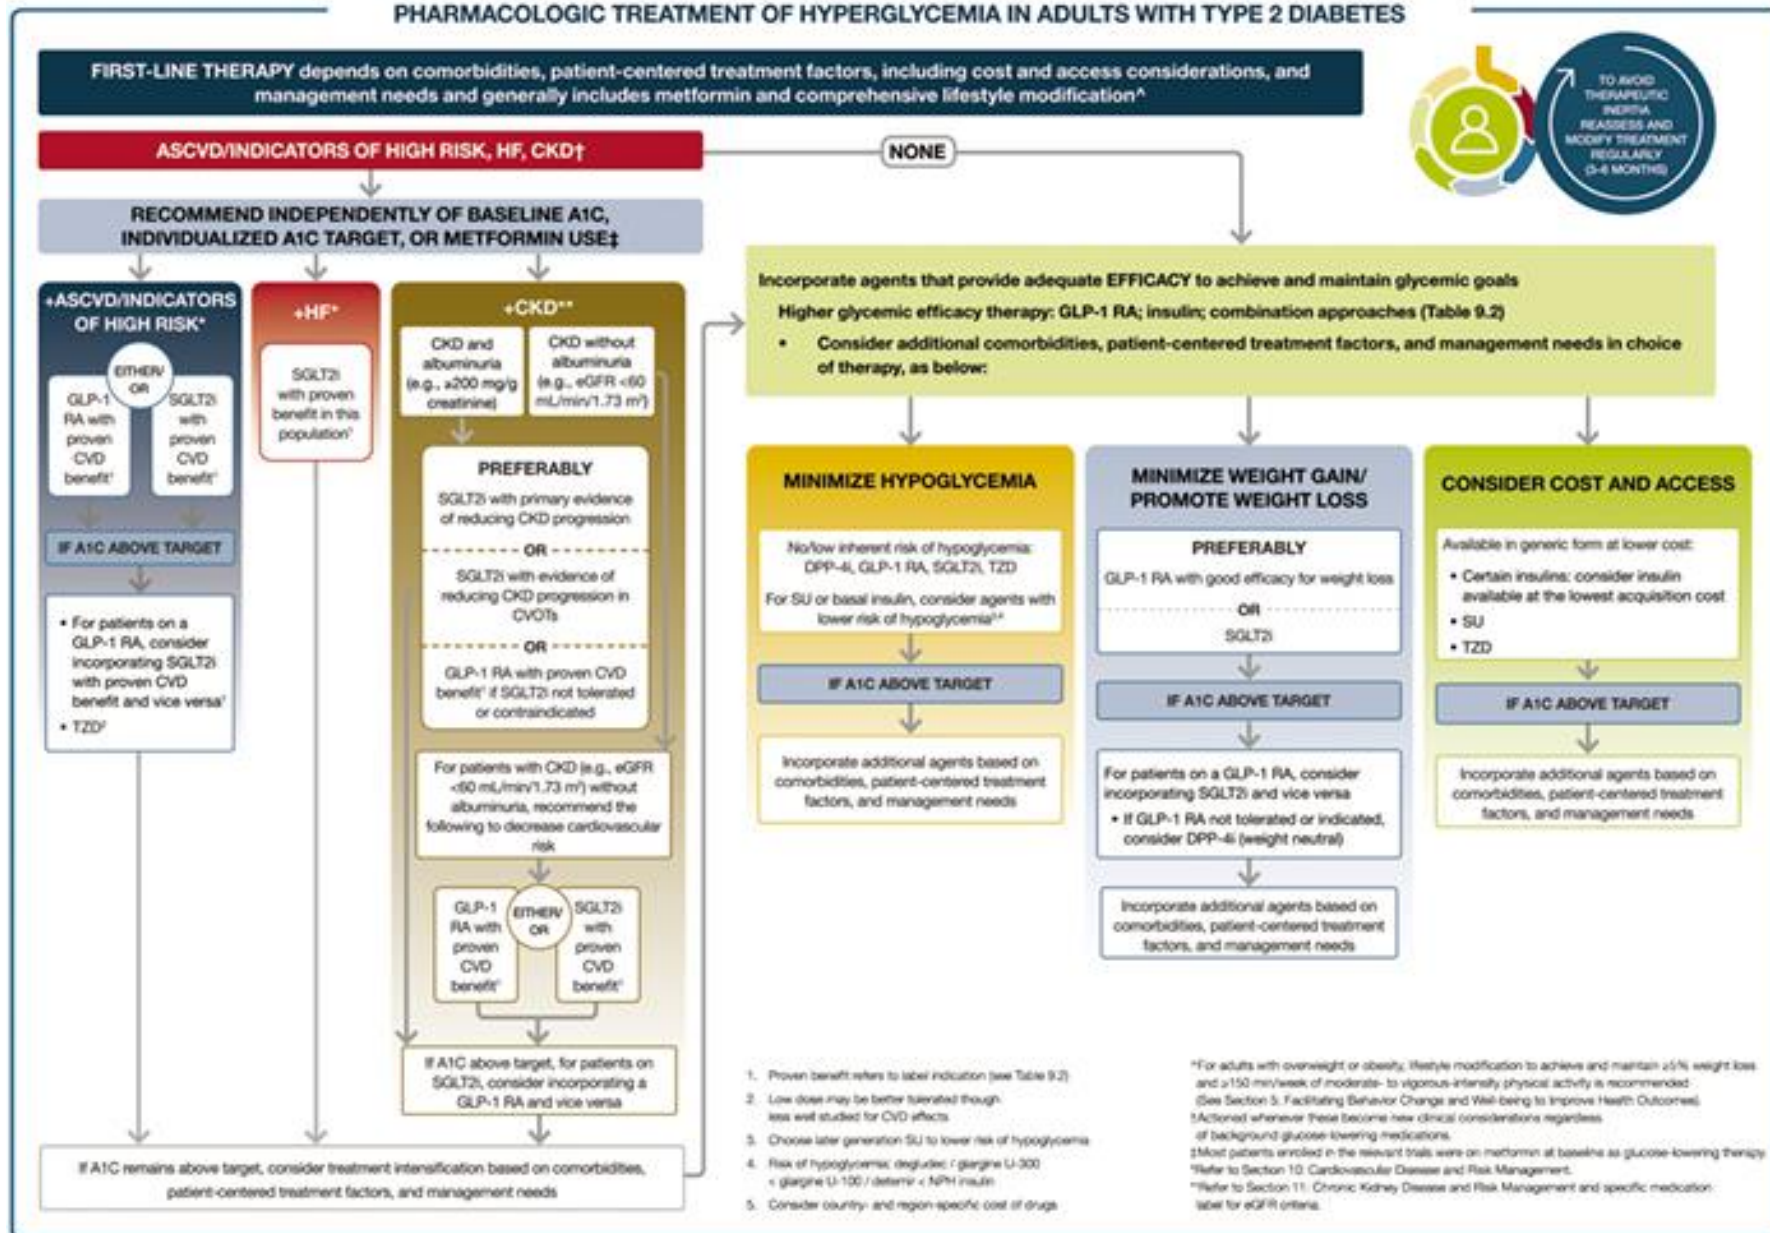 PHARMACOLOGIC TREATMENT OF HYPERGLYCEMIA IN ADULTS WITH TYPE 2 DIABETES
FIRST-LINE THERAPY depends on comorbidities, patient-centered treatment factors, including cost and access considerations, and
management needs and generally includes metformin and comprehensive lifestyle modification^
TO AVOID
THERAPEUTIC
INERTIA
REASSESS AND
MODIFY TREATMENT
REGULARLY
(3-6 MONTHS)
ASCVD/INDICATORS OF HIGH RISK, HF, CKD†
NONE
RECOMMEND INDEPENDENTLY OF BASELINE A1C,
INDIVIDUALIZED A1C TARGET, OR METFORMIN USE‡
+ASCVD/INDICATORS
OF HIGH RISK*
EITHER/
OR
GLP-1
RA with
proven
CVD
benefit¹
SGLT2i
with
proven
CVD
benefit¹
IF A1C ABOVE TARGET
• For patients on a
GLP-1 RA, consider
incorporating SGLT2i
with proven CVD
benefit and vice versa¹
• TZD²
+HF*
SGLT2i
with proven
benefit in this
population¹
+CKD**
CKD and
albuminuria
(e.g., ≥200 mg/g
creatinine)
CKD without
albuminuria
(e.g., eGFR <60
mL/min/1.73 m²)
PREFERABLY
SGLT2i with primary evidence
of reducing CKD progression
OR
SGLT2i with evidence of
reducing CKD progression in
CVOTs
OR
GLP-1 RA with proven CVD
benefit¹ if SGLT2i not tolerated
or contraindicated
For patients with CKD (e.g., eGFR
<60 mL/min/1.73 m²) without
albuminuria, recommend the
following to decrease cardiovascular
risk
GLP-1
RA with
proven
CVD
benefit¹
EITHER/
OR
SGLT2i
with
proven
CVD
benefit¹
If A1C above target, for patients on
SGLT2i, consider incorporating a
GLP-1 RA and vice versa
If A1C remains above target, consider treatment intensification based on comorbidities,
patient-centered treatment factors, and management needs
Incorporate agents that provide adequate EFFICACY to achieve and maintain glycemic goals
Higher glycemic efficacy therapy: GLP-1 RA; insulin; combination approaches (Table 9.2)
• Consider additional comorbidities, patient-centered treatment factors, and management needs in choice
of therapy, as below:
MINIMIZE HYPOGLYCEMIA
No/low inherent risk of hypoglycemia:
DPP-4i, GLP-1 RA, SGLT2i, TZD
For SU or basal insulin, consider agents with
lower risk of hypoglycemia³,⁴
IF A1C ABOVE TARGET
Incorporate additional agents based on
comorbidities, patient-centered treatment
factors, and management needs
MINIMIZE WEIGHT GAIN/
PROMOTE WEIGHT LOSS
PREFERABLY
GLP-1 RA with good efficacy for weight loss
OR
SGLT2i
IF A1C ABOVE TARGET
For patients on a GLP-1 RA, consider
incorporating SGLT2i and vice versa
• If GLP-1 RA not tolerated or indicated,
consider DPP-4i (weight neutral)
Incorporate additional agents based on
comorbidities, patient-centered treatment
factors, and management needs
CONSIDER COST AND ACCESS
Available in generic form at lower cost:
• Certain insulins: consider insulin
available at the lowest acquisition cost
• SU
• TZD
IF A1C ABOVE TARGET
Incorporate additional agents based on
comorbidities, patient-centered treatment
factors, and management needs
1. Proven benefit refers to label indication (see Table 9.2)
2. Low dose may be better tolerated though
less well studied for CVD effects
3. Choose later generation SU to lower risk of hypoglycemia
4. Risk of hypoglycemia: degludec / glargine U-300
< glargine U-100 / detemir < NPH insulin
5. Consider country- and region-specific cost of drugs
^For adults with overweight or obesity, lifestyle modification to achieve and maintain ≥5% weight loss
and ≥150 min/week of moderate- to vigorous-intensity physical activity is recommended
(See Section 5: Facilitating Behavior Change and Well-being to Improve Health Outcomes).
†Actioned whenever these become new clinical considerations regardless
of background glucose-lowering medications.
‡Most patients enrolled in the relevant trials were on metformin at baseline as glucose-lowering therapy.
*Refer to Section 10: Cardiovascular Disease and Risk Management.
**Refer to Section 11: Chronic Kidney Disease and Risk Management and specific medication
label for eGFR criteria.